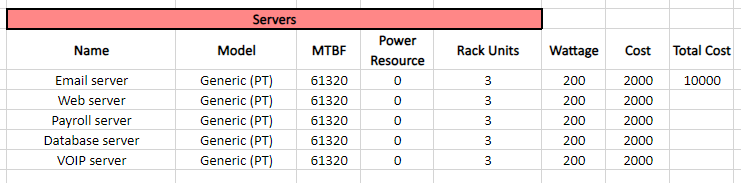 Servers
Name Model MTBF Power Resource Rack Units Wattage Cost Total Cost
Email server Generic (PT) 61320 0 3 200 2000 10000
Web server Generic (PT) 61320 0 3 200 2000
Payroll server Generic (PT) 61320 0 3 200 2000
Database server Generic (PT) 61320 0 3 200 2000
VOIP server Generic (PT) 61320 0 3 200 2000